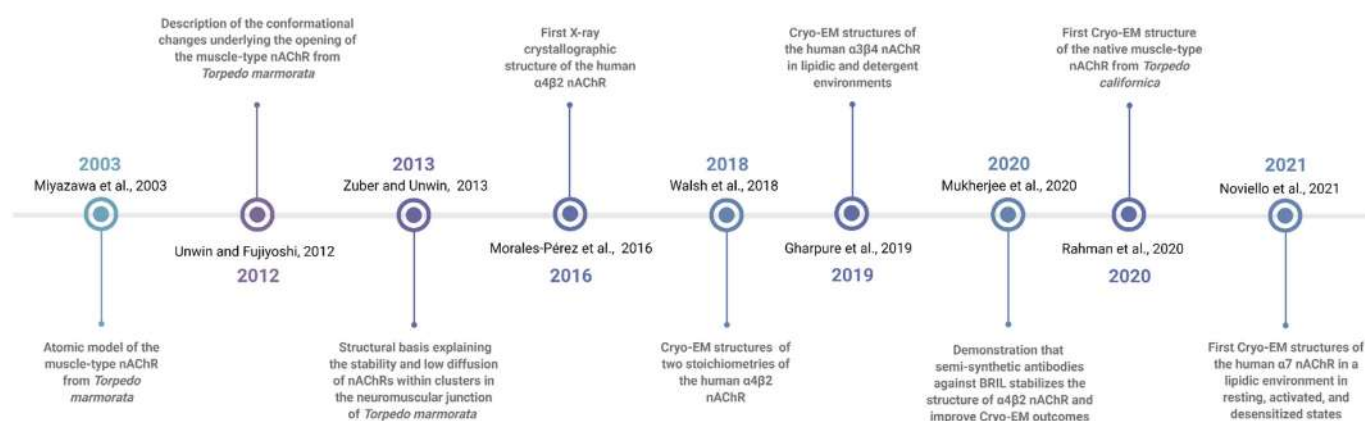 Description of the conformational
changes underlying the opening of
the muscle-type nAChR from
Torpedo marmorata
First X-ray
crystallographic
structure of the human
α4β2 nAChR
Cryo-EM structures of
the human α3β4 nAChR
in lipidic and detergent
environments
First Cryo-EM structure
of the native muscle-type
nAChR from Torpedo
californica
2003
Miyazawa et al., 2003
2013
Zuber and Unwin, 2013
2018
Walsh et al., 2018
2020
Mukherjee et al., 2020
2021
Noviello et al., 2021
Unwin and Fujiyoshi, 2012
2012
Morales-Pérez et al., 2016
2016
Gharpure et al., 2019
2019
Rahman et al., 2020
2020
Atomic model of the
muscle-type nAChR
from Torpedo
marmorata
Structural basis explaining
the stability and low diffusion
of nAChRs within clusters in
the neuromuscular junction
of Torpedo marmorata
Cryo-EM structures of
two stoichiometries of
the human α4β2
nAChR
Demonstration that
semi-synthetic antibodies
against BRIL stabilizes the
structure of α4β2 nAChR and
improve Cryo-EM outcomes
First Cryo-EM structures of
the human α7 nAChR in a
lipidic environment in
resting, activated, and
desensitized states